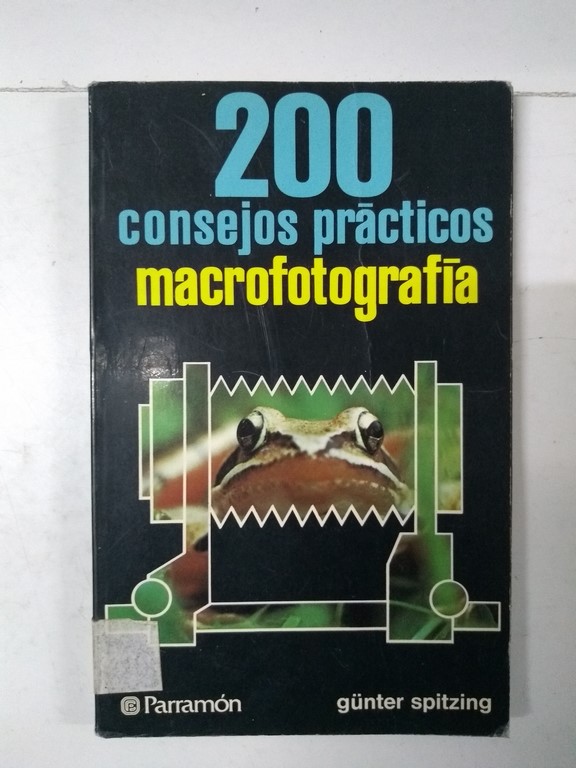 200
consejos prácticos
macrofotografía
Parramón
günter spitzing